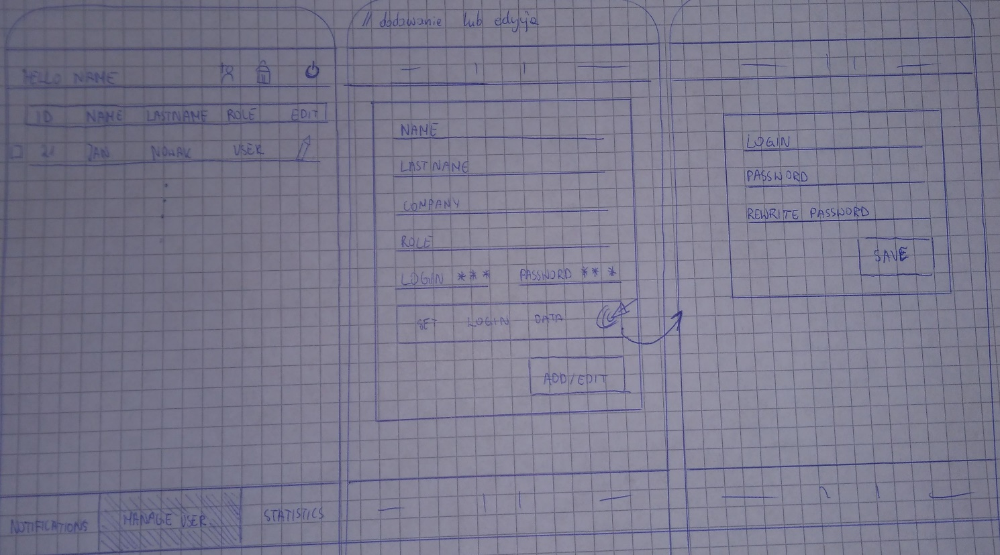 HELLO NAME
ID NAME LASTNAME ROLE EDIT
21 JAN NOWAK USER
NOTIFICATIONS MANAGE USER STATISTICS
// dodowanie lub edycja
NAME
LASTNAME
COMPANY
ROLE
LOGIN *** PASSWORD ***
SET LOGIN DATA
ADD/EDIT
LOGIN
PASSWORD
REWRITE PASSWORD
SAVE